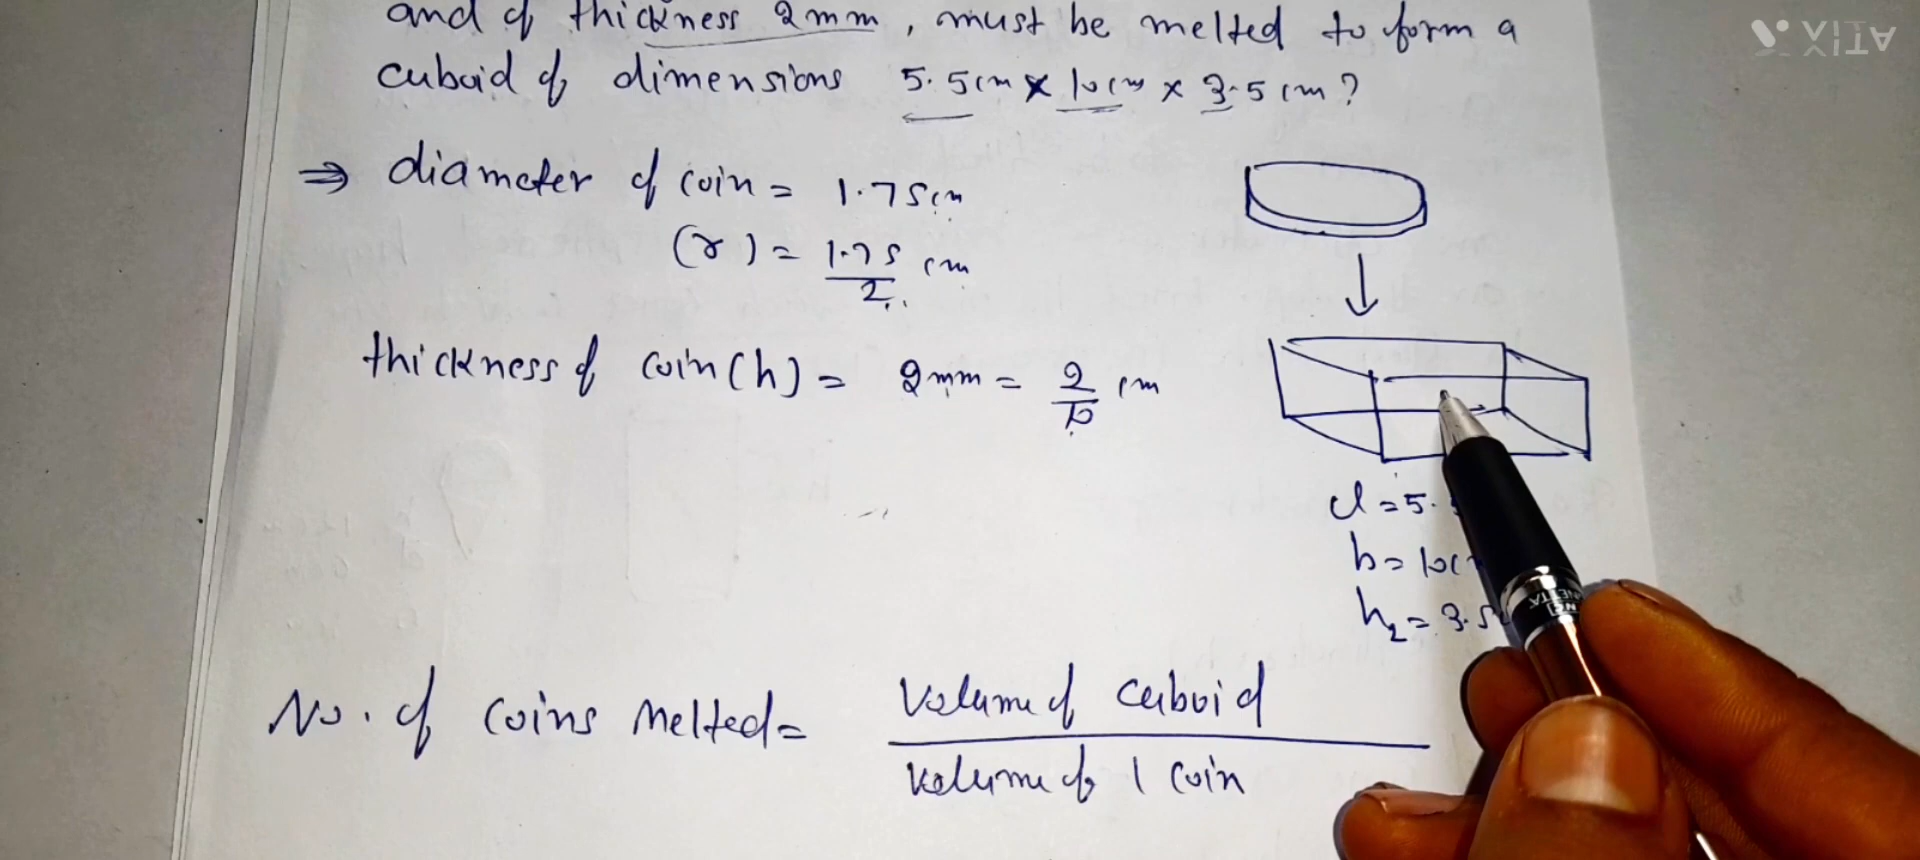 and of thickness 2mm, must be melted to form a
cuboid of dimensions 5.5cm x 10cm x 3.5cm?
⇒ diameter of coin = 1.75cm
(r) = 1.75/2 cm
thickness of coin(h) = 2mm = 2/10 cm
l = 5.
b = 10c
h2 = 3.5
No. of coins Melted = Volume of cuboid
Volume of 1 coin